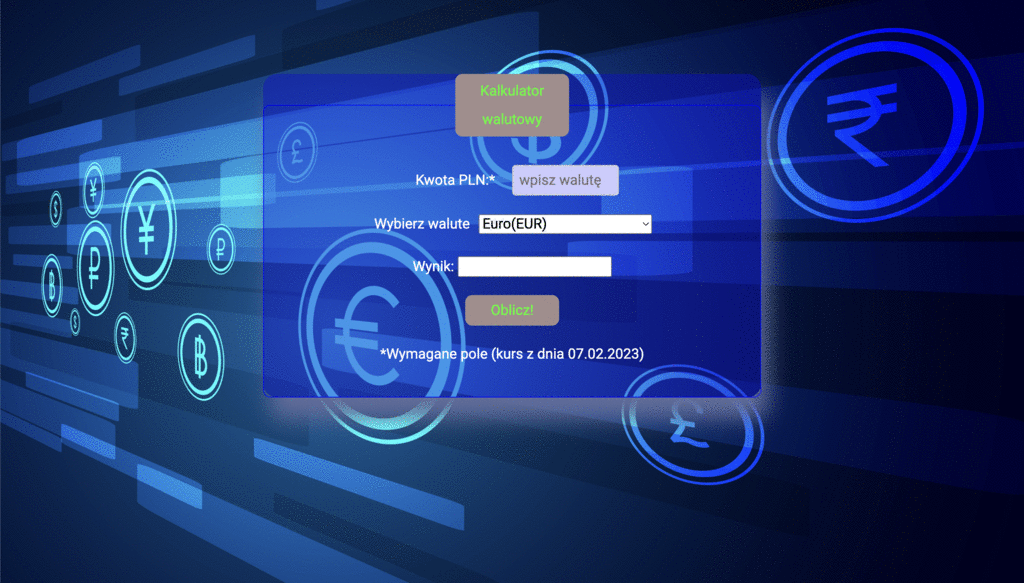 Kalkulator
walutowy
Kwota PLN:* wpisz walutę
Wybierz walute Euro(EUR)
Wynik:
Oblicz!
*Wymagane pole (kurs z dnia 07.02.2023)